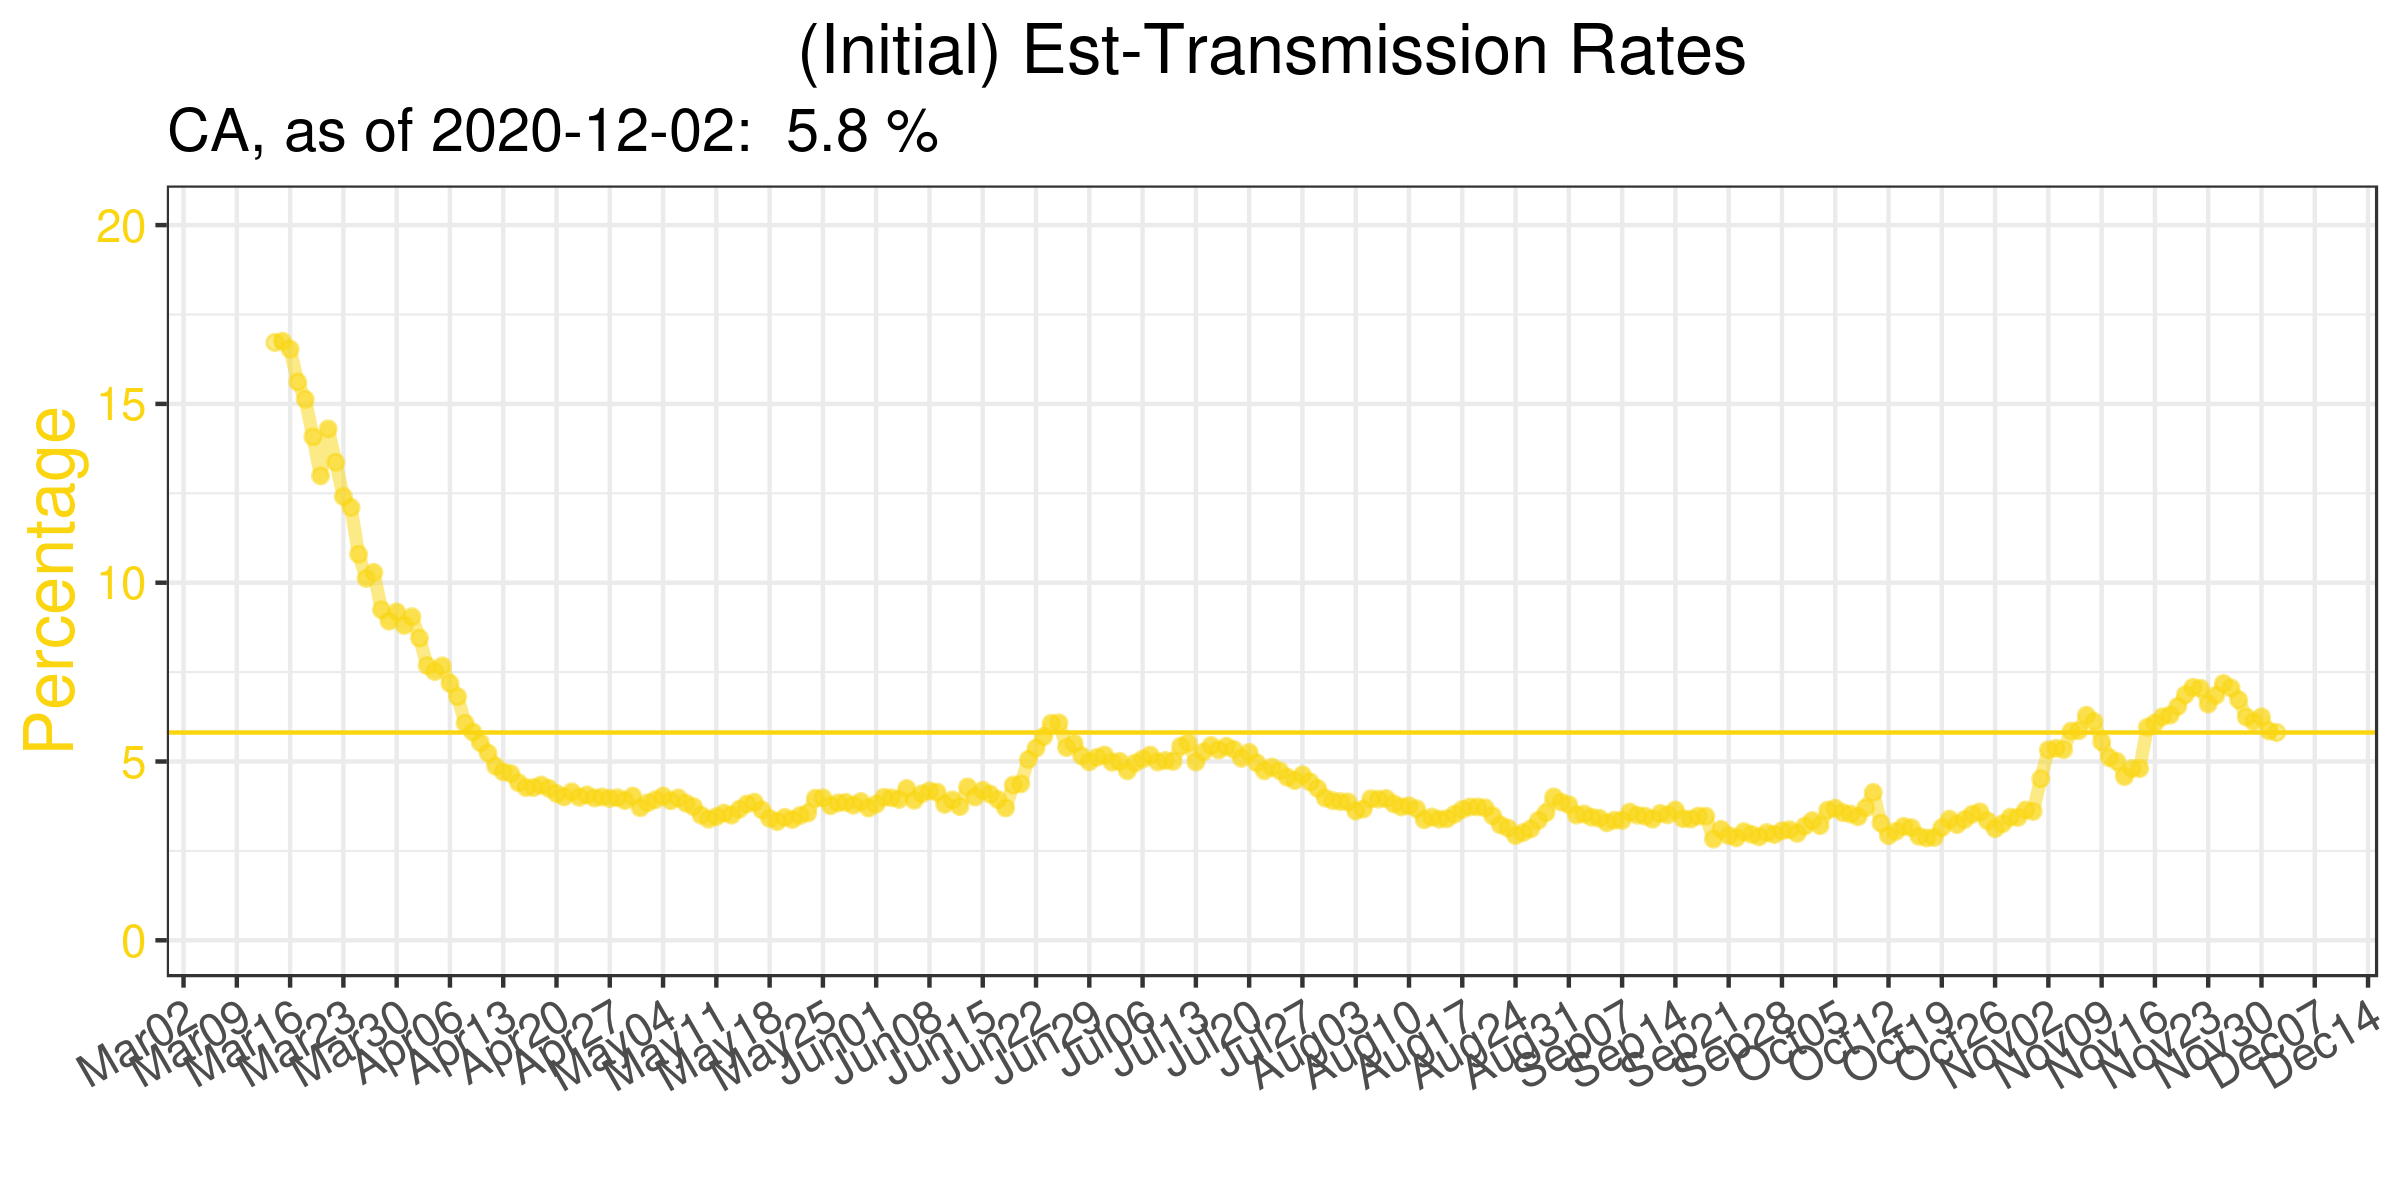 (Initial) Est-Transmission Rates
CA, as of 2020-12-02:  5.8 %
Percentage
20
15
10
5
0
Mar02
Mar09
Mar16
Mar23
Mar30
Apr06
Apr13
Apr20
Apr27
May04
May11
May18
May25
Jun01
Jun08
Jun15
Jun22
Jun29
Jul06
Jul13
Jul20
Jul27
Aug03
Aug10
Aug17
Aug24
Aug31
Sep07
Sep14
Sep21
Sep28
Oct05
Oct12
Oct19
Oct26
Nov02
Nov09
Nov16
Nov23
Nov30
Dec07
Dec14